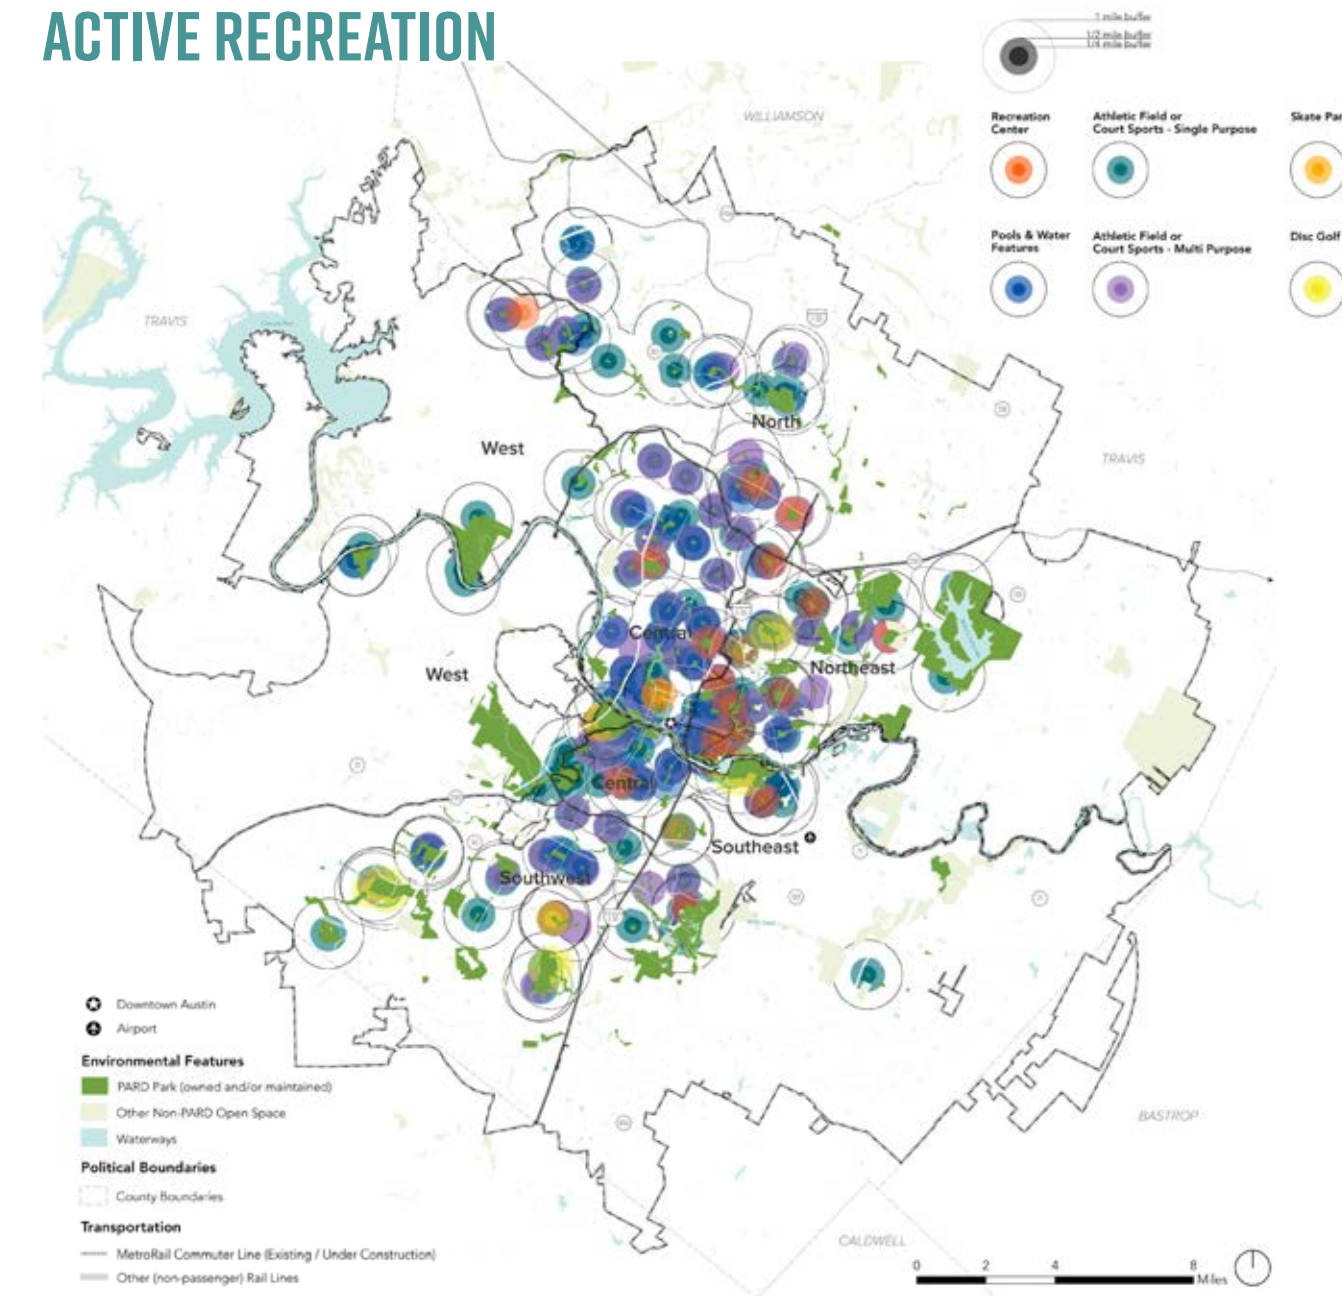 ACTIVE RECREATION
1 mile buffer
1/2 mile buffer
1/4 mile buffer
Recreation
Center
Athletic Field or
Court Sports - Single Purpose
Skate Par
Pools & Water
Features
Athletic Field or
Court Sports - Multi Purpose
Disc Golf
WILLIAMSON
TRAVIS
North
West
TRAVIS
Central
Northeast
West
Central
Southeast
Southwest
Downtown Austin
Airport
Environmental Features
PARD Park (owned and/or maintained)
Other Non-PARD Open Space
Waterways
Political Boundaries
County Boundaries
Transportation
MetroRail Commuter Line (Existing / Under Construction)
Other (non-passenger) Rail Lines
BASTROP
CALDWELL
0 2 4 8
Miles